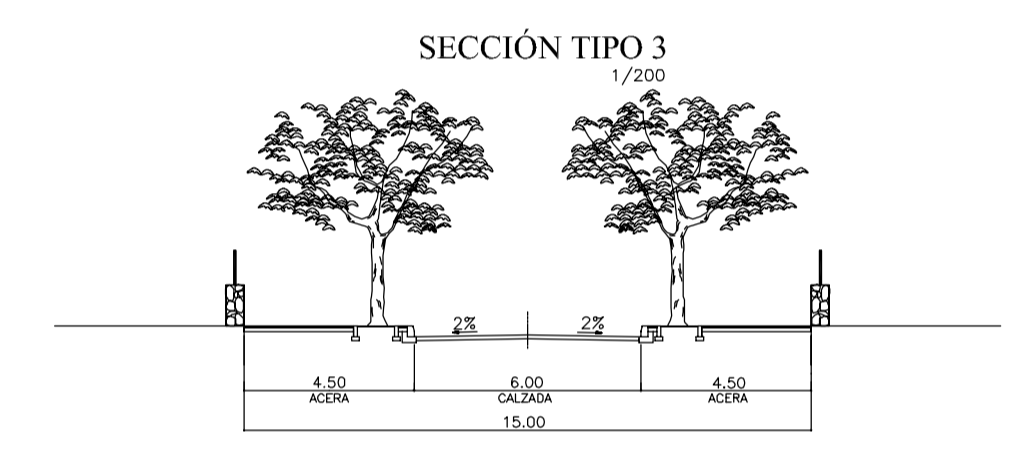 SECCIÓN TIPO 3
1/200
2% 2%
4.50 6.00 4.50
ACERA CALZADA ACERA
15.00